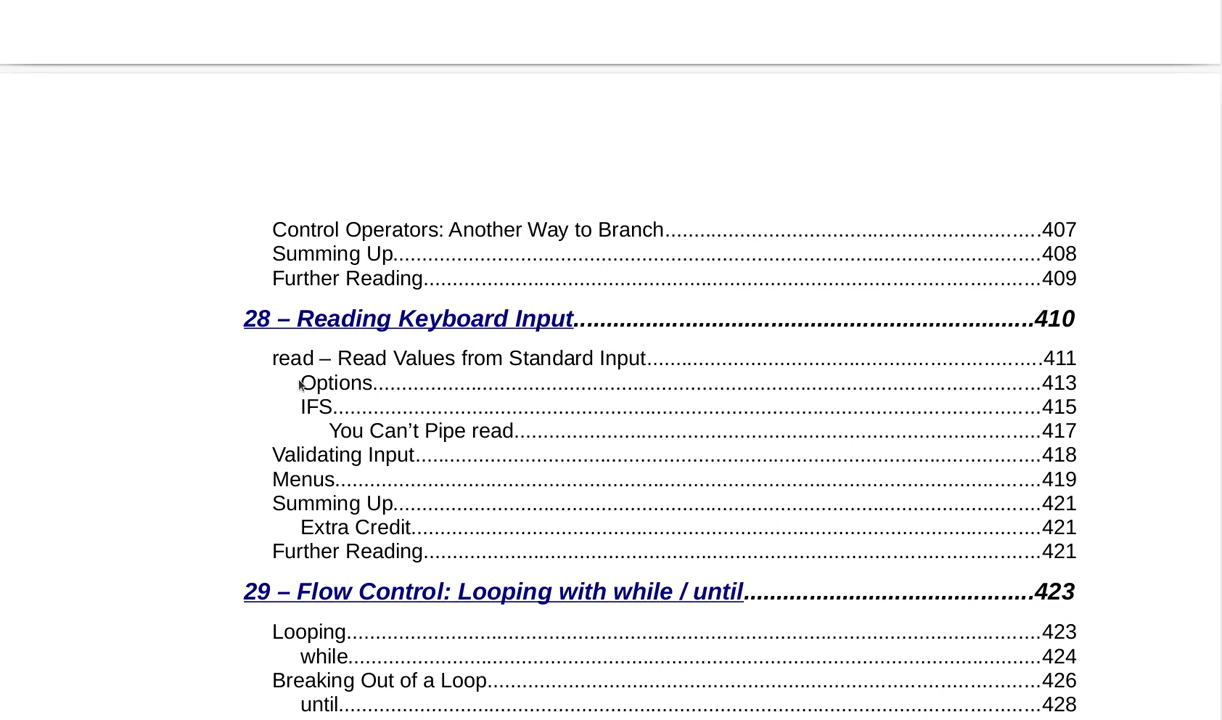 Control Operators: Another Way to Branch................................................................407
Summing Up..............................................................................................................408
Further Reading.........................................................................................................409
28 – Reading Keyboard Input.....................................................................410
read – Read Values from Standard Input...................................................................411
Options..................................................................................................................413
IFS.........................................................................................................................415
You Can’t Pipe read..........................................................................................417
Validating Input..........................................................................................................418
Menus........................................................................................................................419
Summing Up..............................................................................................................421
Extra Credit...........................................................................................................421
Further Reading.........................................................................................................421
29 – Flow Control: Looping with while / until...........................................423
Looping......................................................................................................................423
while......................................................................................................................424
Breaking Out of a Loop..............................................................................................426
until........................................................................................................................428